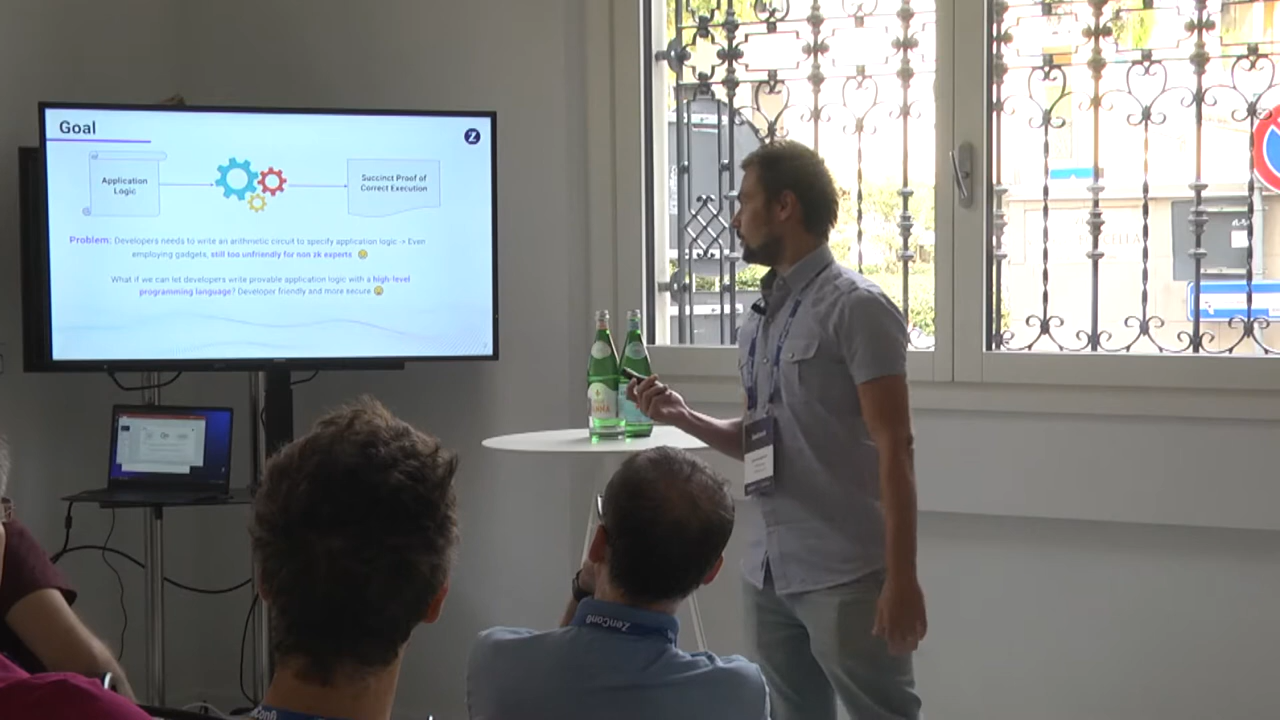 Goal
Z
Application
Logic
Succinct Proof of
Correct Execution
Problem: Developers needs to write an arithmetic circuit to specify application logic -> Even
employing gadgets, still too unfriendly for non zk experts
What if we can let developers write provable application logic with a high-level
programming language? Developer friendly and more secure
ZenCon0